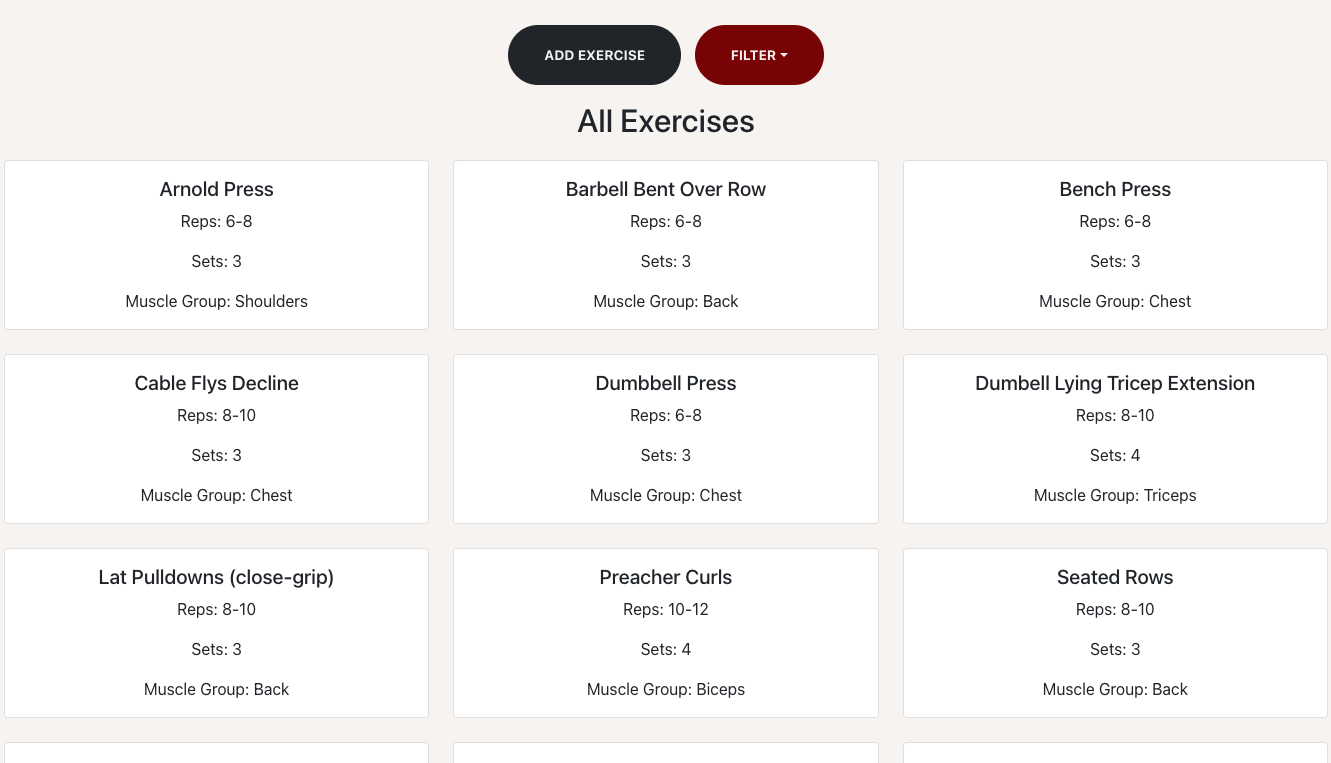 ADD EXERCISE
FILTER
All Exercises
Arnold Press
Reps: 6-8
Sets: 3
Muscle Group: Shoulders
Barbell Bent Over Row
Reps: 6-8
Sets: 3
Muscle Group: Back
Bench Press
Reps: 6-8
Sets: 3
Muscle Group: Chest
Cable Flys Decline
Reps: 8-10
Sets: 3
Muscle Group: Chest
Dumbbell Press
Reps: 6-8
Sets: 3
Muscle Group: Chest
Dumbell Lying Tricep Extension
Reps: 8-10
Sets: 4
Muscle Group: Triceps
Lat Pulldowns (close-grip)
Reps: 8-10
Sets: 3
Muscle Group: Back
Preacher Curls
Reps: 10-12
Sets: 4
Muscle Group: Biceps
Seated Rows
Reps: 8-10
Sets: 3
Muscle Group: Back